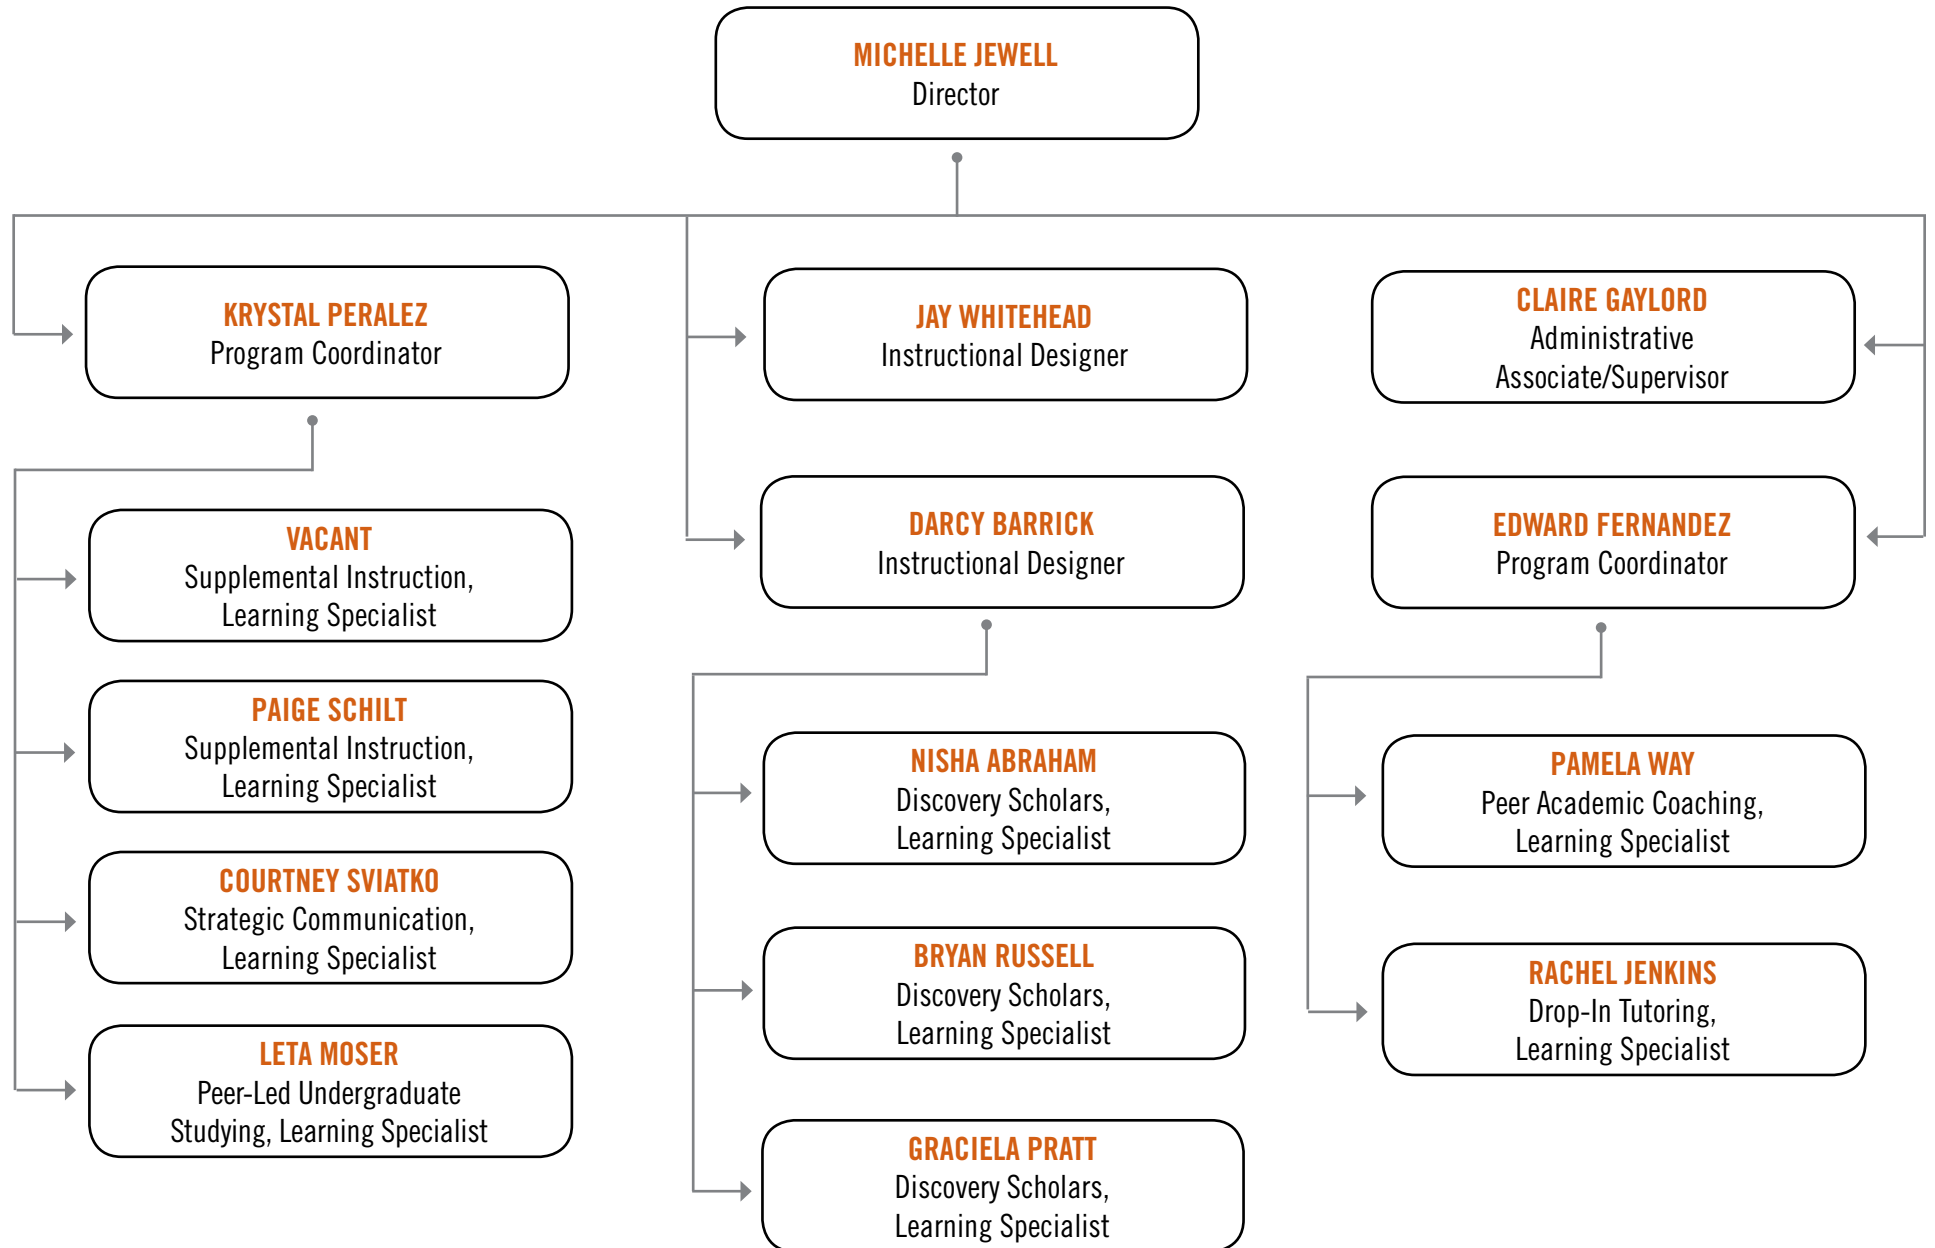 MICHELLE JEWELL
Director
KRYSTAL PERALEZ
Program Coordinator
JAY WHITEHEAD
Instructional Designer
CLAIRE GAYLORD
Administrative
Associate/Supervisor
DARCY BARRICK
Instructional Designer
EDWARD FERNANDEZ
Program Coordinator
VACANT
Supplemental Instruction,
Learning Specialist
PAIGE SCHILT
Supplemental Instruction,
Learning Specialist
COURTNEY SVIATKO
Strategic Communication,
Learning Specialist
LETA MOSER
Peer-Led Undergraduate
Studying, Learning Specialist
NISHA ABRAHAM
Discovery Scholars,
Learning Specialist
BRYAN RUSSELL
Discovery Scholars,
Learning Specialist
GRACIELA PRATT
Discovery Scholars,
Learning Specialist
PAMELA WAY
Peer Academic Coaching,
Learning Specialist
RACHEL JENKINS
Drop-In Tutoring,
Learning Specialist